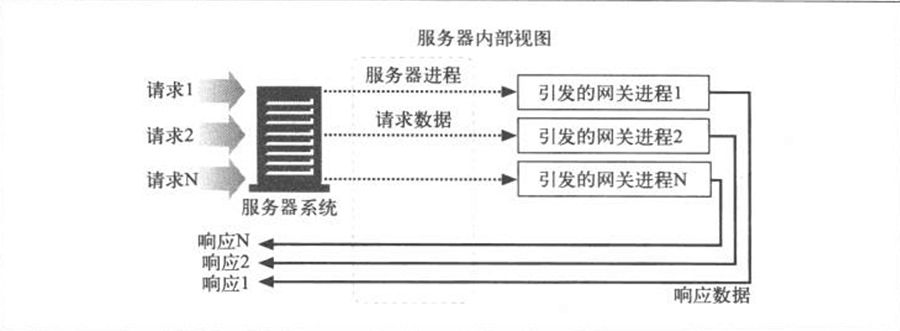 服务器内部视图
服务器进程
请求1
引发的网关进程1
请求数据
请求2
引发的网关进程2
请求N
引发的网关进程N
服务器系统
响应N
响应2
响应1
响应数据